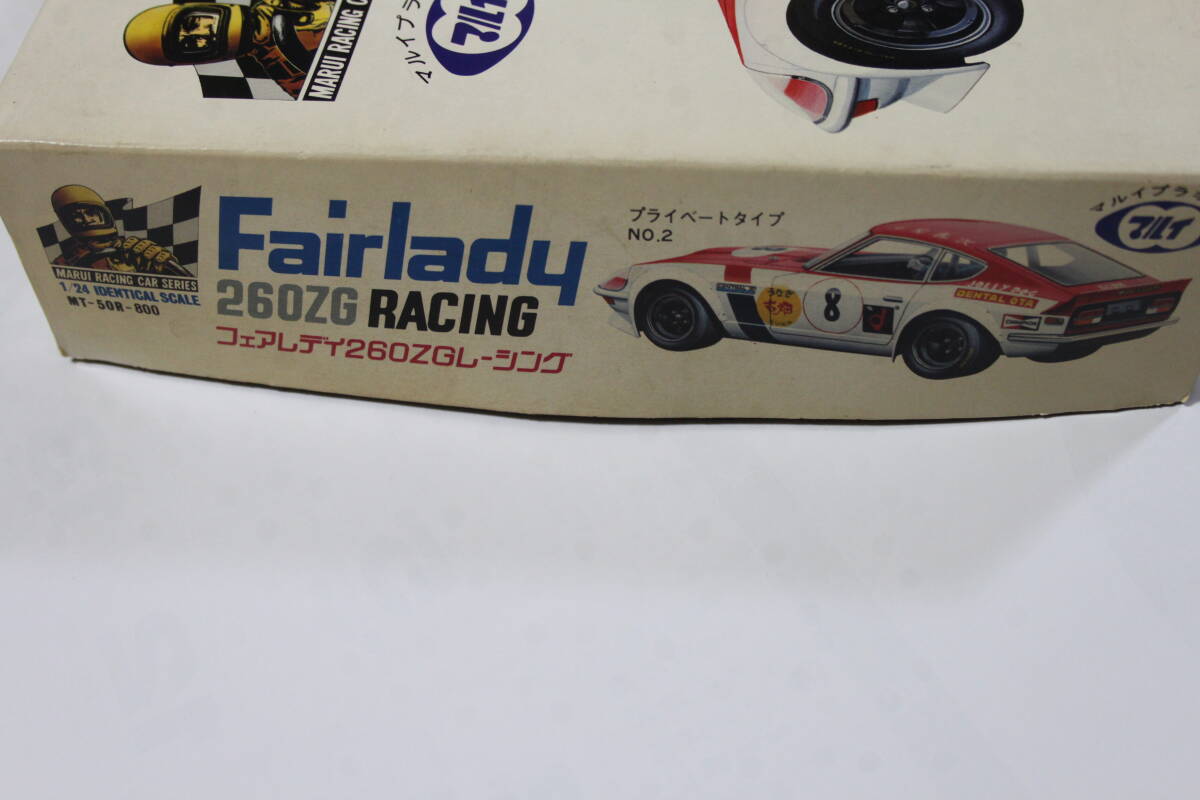 MARUI RACING C
マルイプラ
マルイ
MARUI RACING CAR SERIES
1/24 IDENTICAL SCALE
MT-50R-800
Fairlady
260ZG RACING
フェアレディ260ZGレーシング
プライベートタイプ
NO.2
うなぎ
8
DENTAL OTA
マルイプラ
マルイ